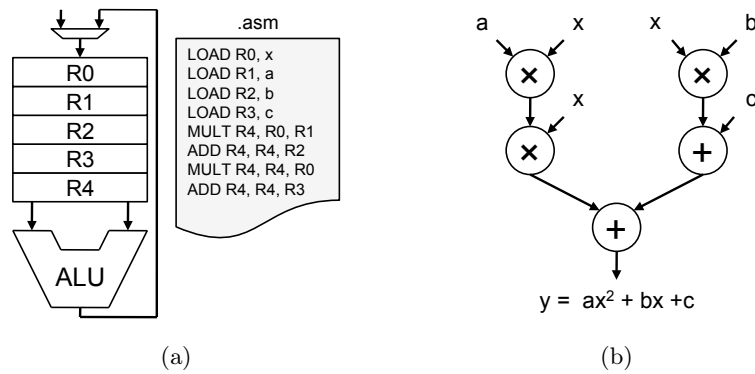 R0
R1
R2
R3
R4
ALU
.asm
LOAD R0, x
LOAD R1, a
LOAD R2, b
LOAD R3, c
MULT R4, R0, R1
ADD R4, R4, R2
MULT R4, R4, R0
ADD R4, R4, R3
(a)
a x x b
× ×
x c
× +
+
y = ax² + bx +c
(b)